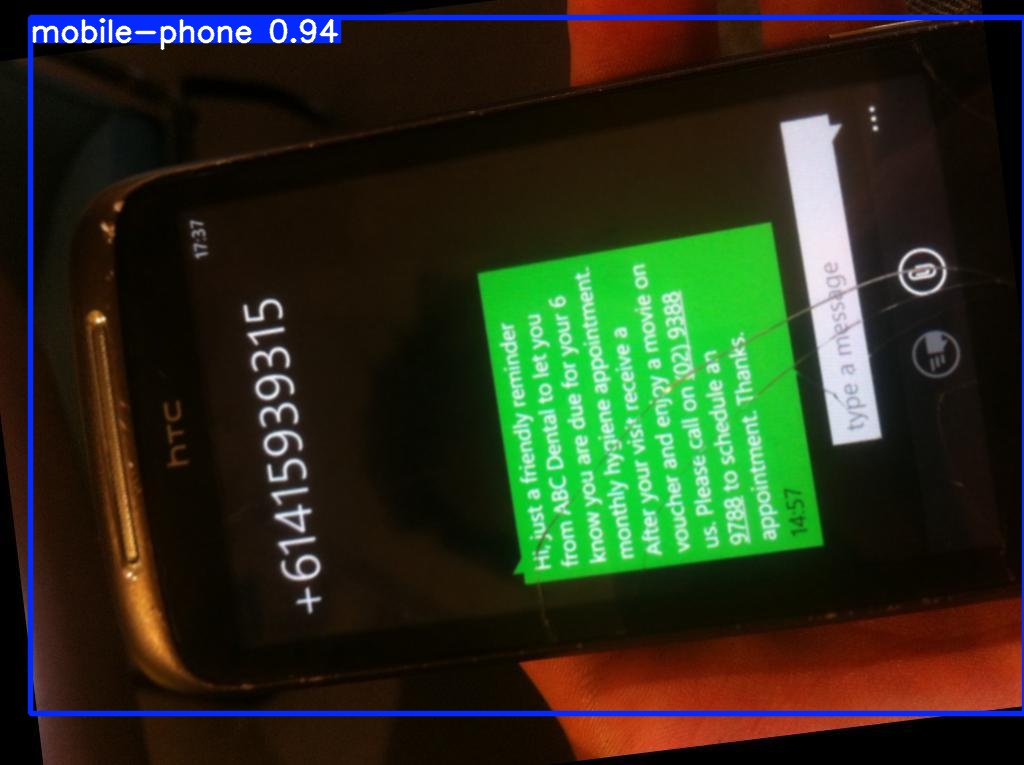 mobile-phone 0.94
hTC
17:37
+61415939315
Hi, just a friendly reminder
from ABC Dental to let you
know you are due for your 6
monthly hygiene appointment.
After your visit receive a
voucher and enjoy a movie on
us. Please call on (02) 9388
9788 to schedule an
appointment. Thanks.
14:57
type a message